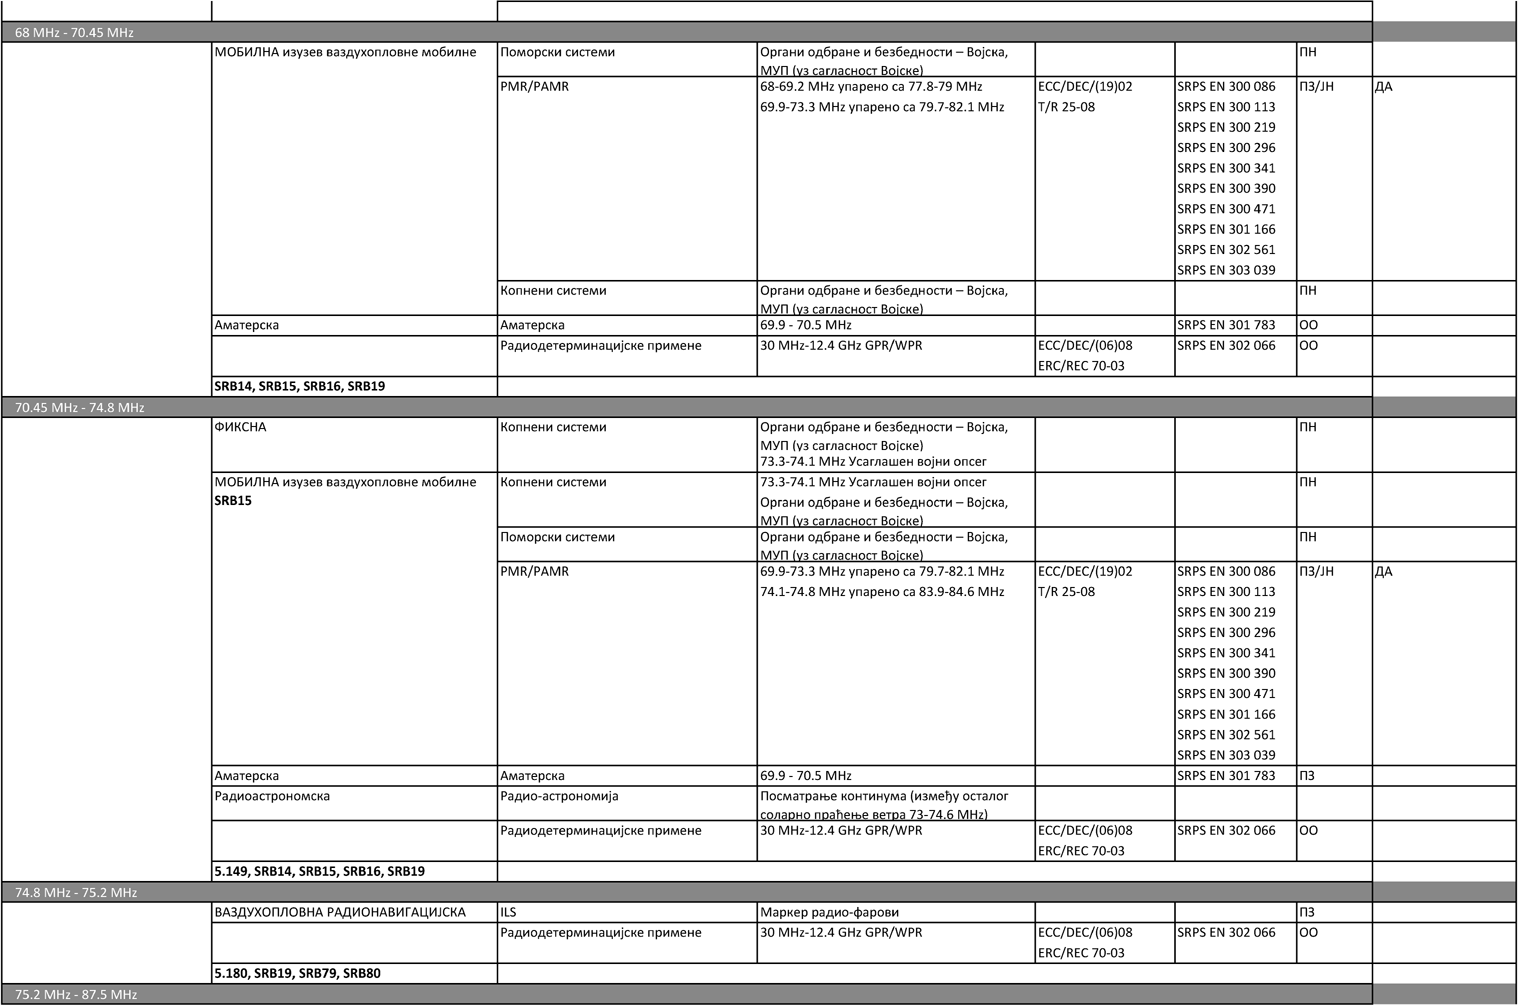 68 MHz - 70.45 MHz
МОБИЛНА изузев ваздухопловне мобилне
Поморски системи
Органи одбране и безбедности – Војска,
МУП (уз сагласност Војске)
ПН
PMR/PAMR
68-69.2 MHz упарено са 77.8-79 MHz
69.9-73.3 MHz упарено са 79.7-82.1 MHz
ECC/DEC/(19)02
T/R 25-08
SRPS EN 300 086
SRPS EN 300 113
SRPS EN 300 219
SRPS EN 300 296
SRPS EN 300 341
SRPS EN 300 390
SRPS EN 300 471
SRPS EN 301 166
SRPS EN 302 561
SRPS EN 303 039
ПЗ/ЈН
ДА
Копнени системи
Органи одбране и безбедности – Војска,
МУП (уз сагласност Војске)
ПН
Аматерска
Аматерска
69.9 - 70.5 MHz
SRPS EN 301 783
ОО
Радиодетерминацијске примене
30 MHz-12.4 GHz GPR/WPR
ECC/DEC/(06)08
ERC/REC 70-03
SRPS EN 302 066
ОО
SRB14, SRB15, SRB16, SRB19
70.45 MHz - 74.8 MHz
ФИКСНА
Копнени системи
Органи одбране и безбедности – Војска,
МУП (уз сагласност Војске)
73.3-74.1 MHz Усаглашен војни опсег
ПН
МОБИЛНА изузев ваздухопловне мобилне
SRB15
Копнени системи
73.3-74.1 MHz Усаглашен војни опсег
Органи одбране и безбедности – Војска,
МУП (уз сагласност Војске)
ПН
Поморски системи
Органи одбране и безбедности – Војска,
МУП (уз сагласност Војске)
ПН
PMR/PAMR
69.9-73.3 MHz упарено са 79.7-82.1 MHz
74.1-74.8 MHz упарено са 83.9-84.6 MHz
ECC/DEC/(19)02
T/R 25-08
SRPS EN 300 086
SRPS EN 300 113
SRPS EN 300 219
SRPS EN 300 296
SRPS EN 300 341
SRPS EN 300 390
SRPS EN 300 471
SRPS EN 301 166
SRPS EN 302 561
SRPS EN 303 039
ПЗ/ЈН
ДА
Аматерска
Аматерска
69.9 - 70.5 MHz
SRPS EN 301 783
ПЗ
Радиоастрономска
Радио-астрономија
Посматрање континума (између осталог
соларно праћење ветра 73-74.6 MHz)
Радиодетерминацијске примене
30 MHz-12.4 GHz GPR/WPR
ECC/DEC/(06)08
ERC/REC 70-03
SRPS EN 302 066
ОО
5.149, SRB14, SRB15, SRB16, SRB19
74.8 MHz - 75.2 MHz
ВАЗДУХОПЛОВНА РАДИОНАВИГАЦИЈСКА
ILS
Маркер радио-фарови
ПЗ
Радиодетерминацијске примене
30 MHz-12.4 GHz GPR/WPR
ECC/DEC/(06)08
ERC/REC 70-03
SRPS EN 302 066
ОО
5.180, SRB19, SRB79, SRB80
75.2 MHz - 87.5 MHz